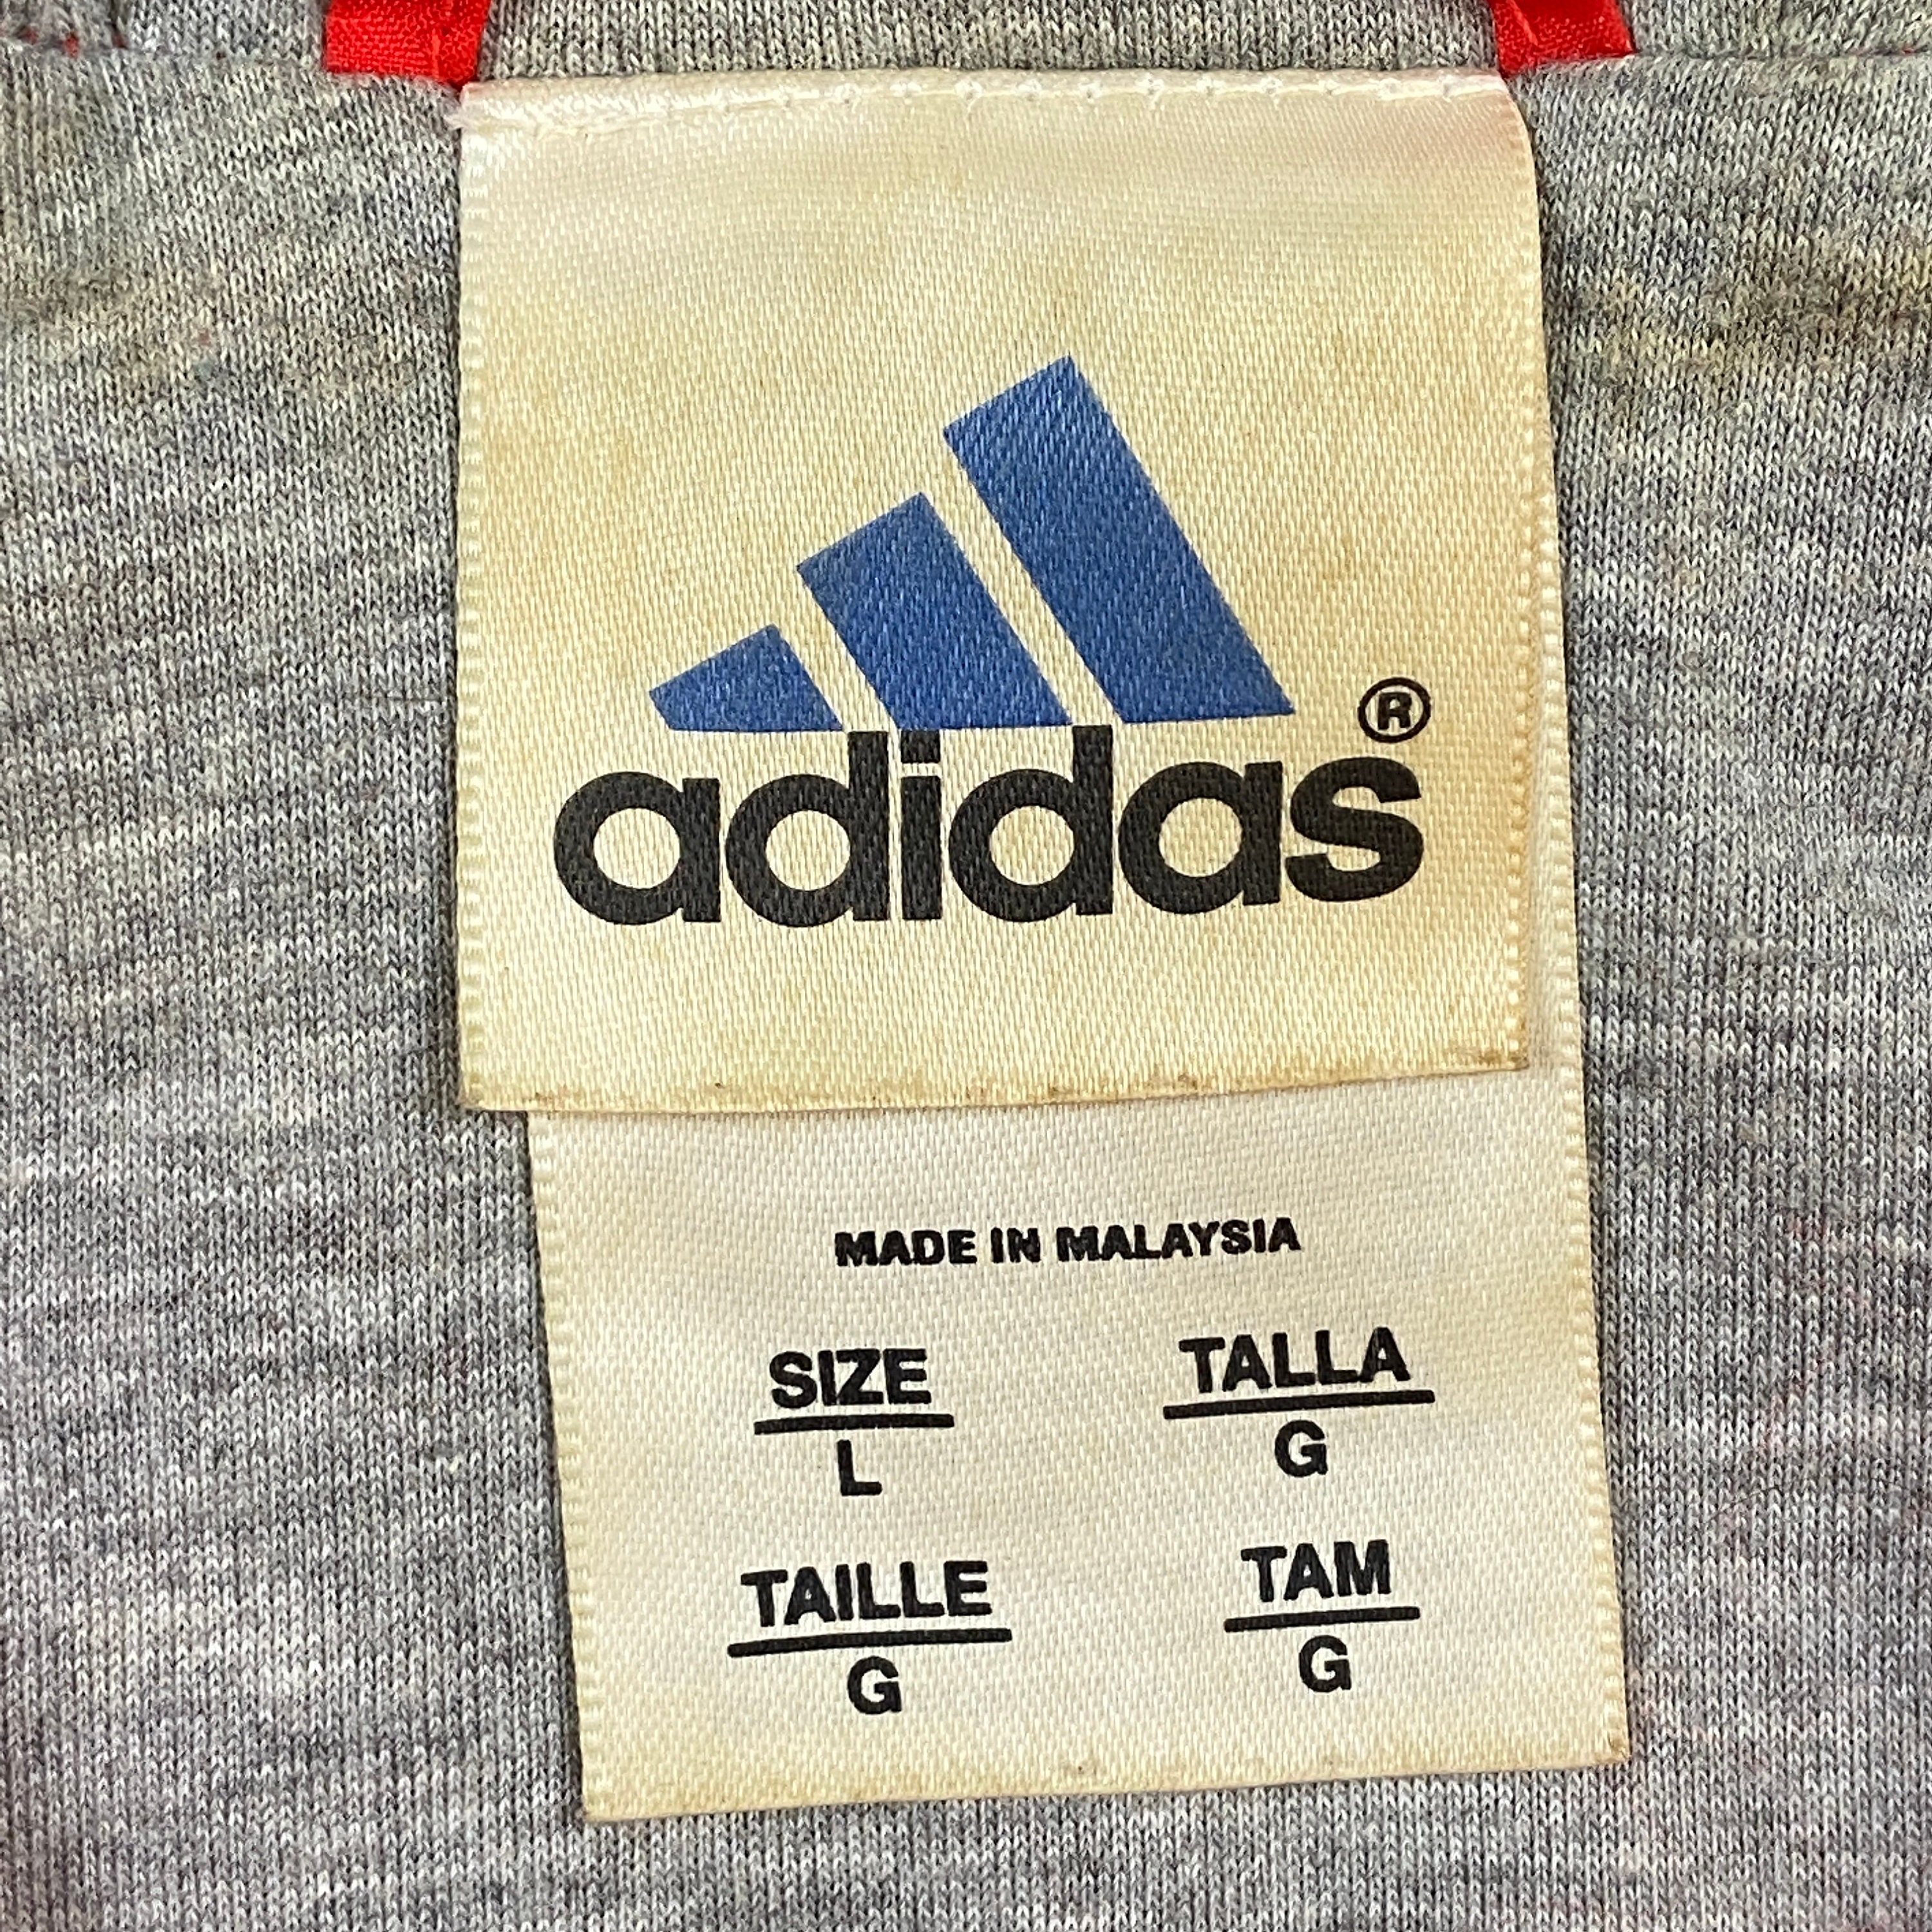 adidas®
MADE IN MALAYSIA
SIZE TALLA
L G
TAILLE TAM
G G